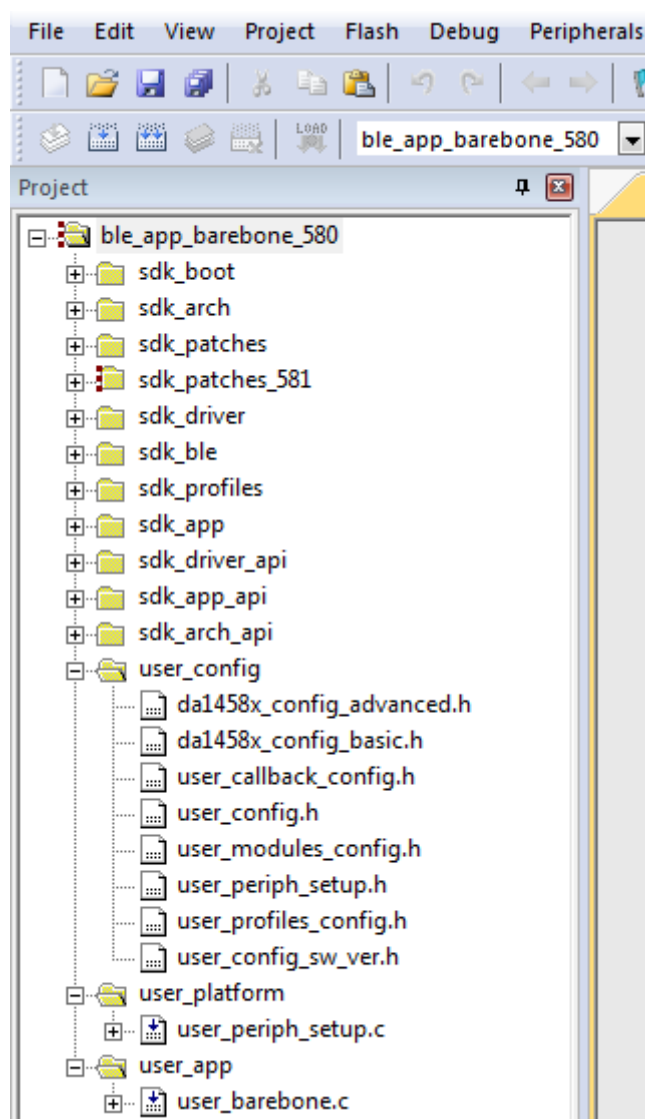 File Edit View Project Flash Debug Peripherals
LOAD ble_app_barebone_580
Project
ble_app_barebone_580
sdk_boot
sdk_arch
sdk_patches
sdk_patches_581
sdk_driver
sdk_ble
sdk_profiles
sdk_app
sdk_driver_api
sdk_app_api
sdk_arch_api
user_config
da1458x_config_advanced.h
da1458x_config_basic.h
user_callback_config.h
user_config.h
user_modules_config.h
user_periph_setup.h
user_profiles_config.h
user_config_sw_ver.h
user_platform
user_periph_setup.c
user_app
user_barebone.c